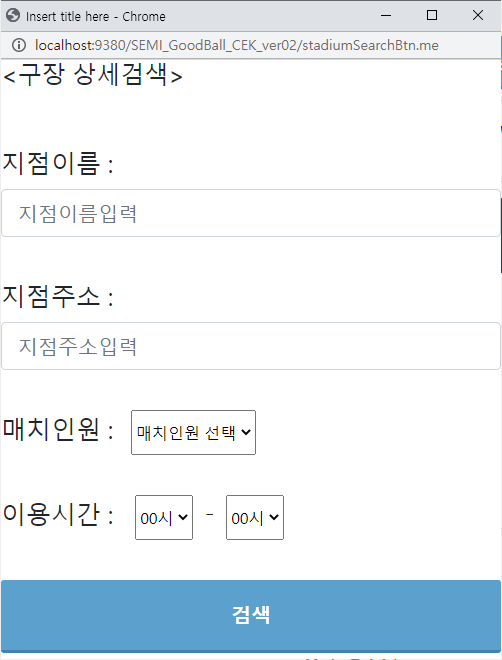 Insert title here - Chrome
localhost:9380/SEMI_GoodBall_CEK_ver02/stadiumSearchBtn.me
<구장 상세검색>
지점이름 :
지점이름입력
지점주소 :
지점주소입력
매치인원 : 매치인원 선택
이용시간 : 00시 - 00시
검색